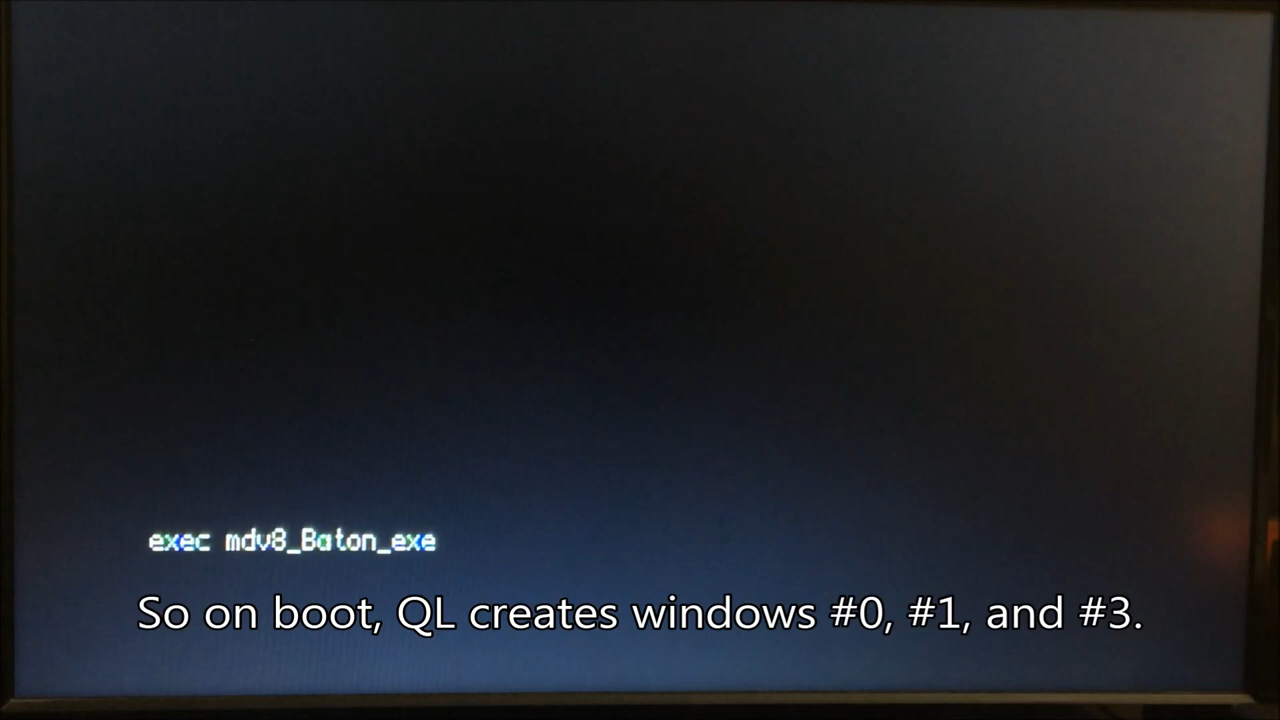 exec mdv8_Baton_exe
So on boot, QL creates windows #0, #1, and #3.